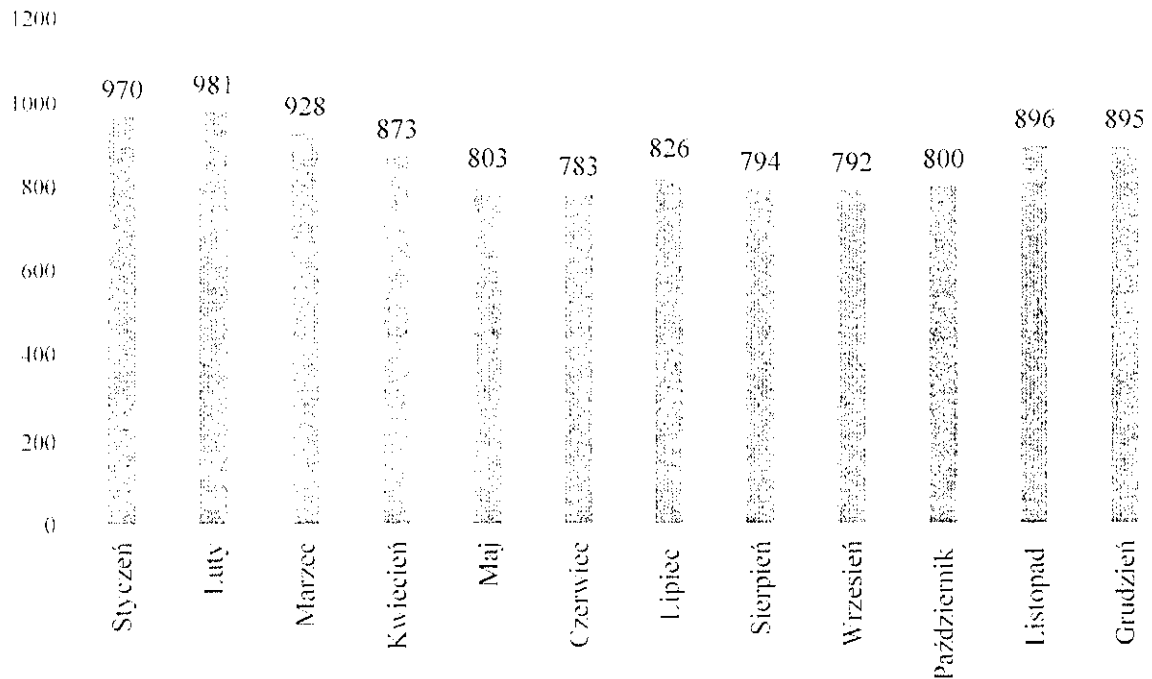 1200
1000
800
600
400
200
0
970
981
928
873
803
783
826
794
792
800
896
895
Styczeń
Luty
Marzec
Kwiecień
Maj
Czerwiec
Lipiec
Sierpień
Wrzesień
Październik
Listopad
Grudzień